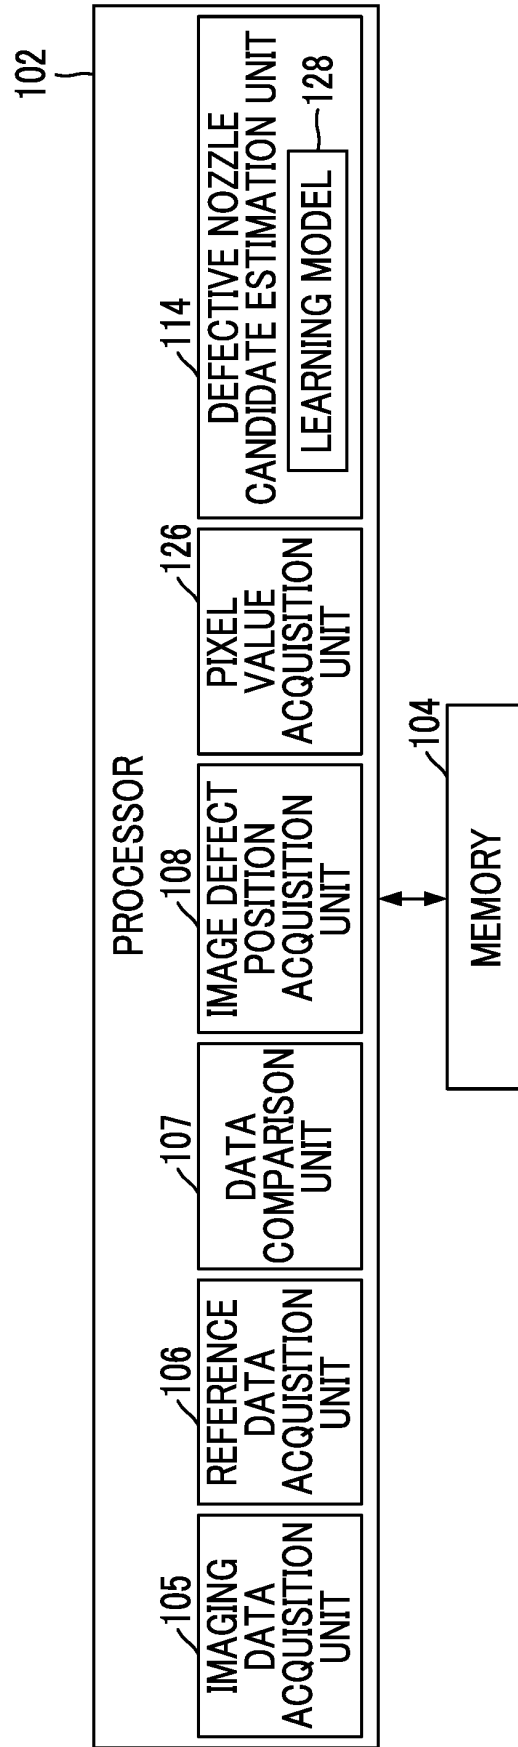 102
PROCESSOR
105
IMAGING
DATA
ACQUISITION
UNIT
106
REFERENCE
DATA
ACQUISITION
UNIT
107
DATA
COMPARISON
UNIT
108
IMAGE DEFECT
POSITION
ACQUISITION
UNIT
126
PIXEL
VALUE
ACQUISITION
UNIT
114
DEFECTIVE NOZZLE
CANDIDATE ESTIMATION UNIT
LEARNING MODEL
128
104
MEMORY